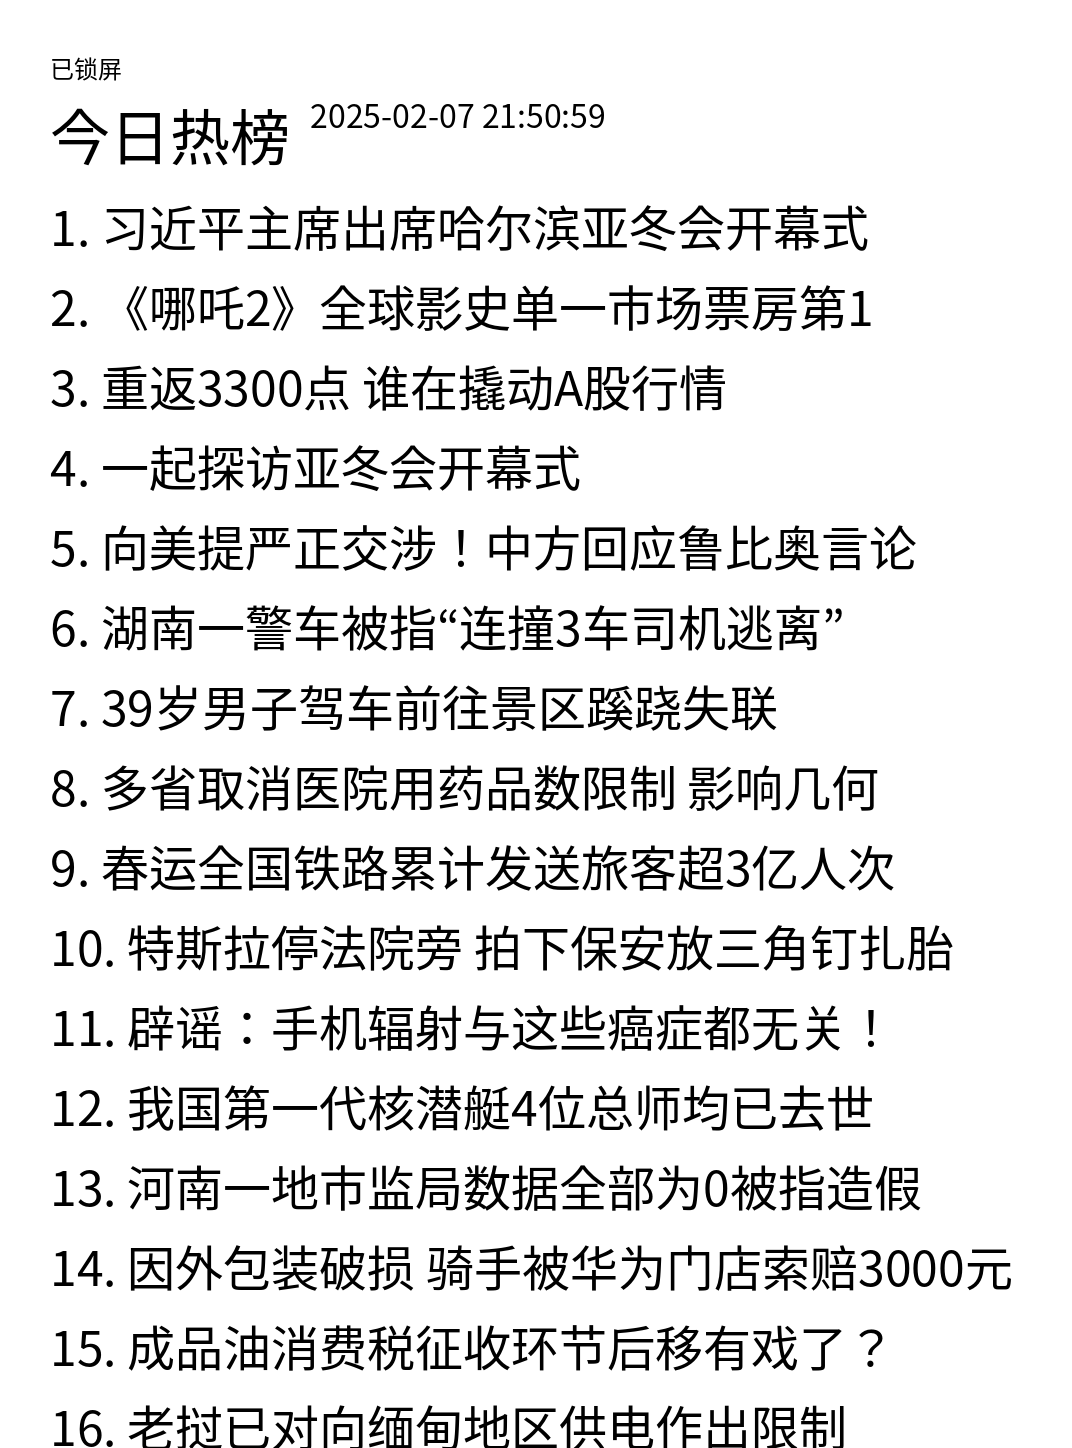 已锁屏
今日热榜 2025-02-07 21:50:59
1. 习近平主席出席哈尔滨亚冬会开幕式
2. 《哪吒2》全球影史单一市场票房第1
3. 重返3300点 谁在撬动A股行情
4. 一起探访亚冬会开幕式
5. 向美提严正交涉！中方回应鲁比奥言论
6. 湖南一警车被指“连撞3车司机逃离”
7. 39岁男子驾车前往景区蹊跷失联
8. 多省取消医院用药品数限制 影响几何
9. 春运全国铁路累计发送旅客超3亿人次
10. 特斯拉停法院旁 拍下保安放三角钉扎胎
11. 辟谣：手机辐射与这些癌症都无关！
12. 我国第一代核潜艇4位总师均已去世
13. 河南一地市监局数据全部为0被指造假
14. 因外包装破损 骑手被华为门店索赔3000元
15. 成品油消费税征收环节后移有戏了？
16. 老挝已对向缅甸地区供电作出限制